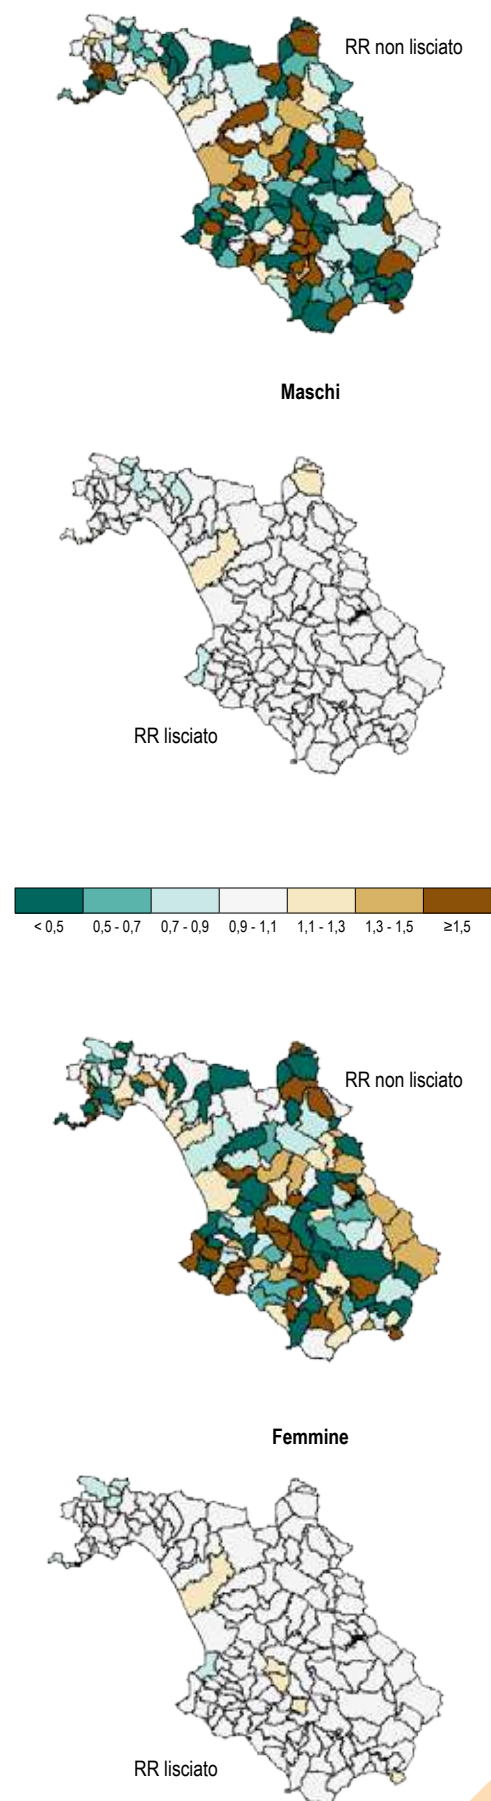 RR non lisciato
Maschi
RR lisciato
< 0,5 0,5 - 0,7 0,7 - 0,9 0,9 - 1,1 1,1 - 1,3 1,3 - 1,5 ≥1,5
RR non lisciato
Femmine
RR lisciato